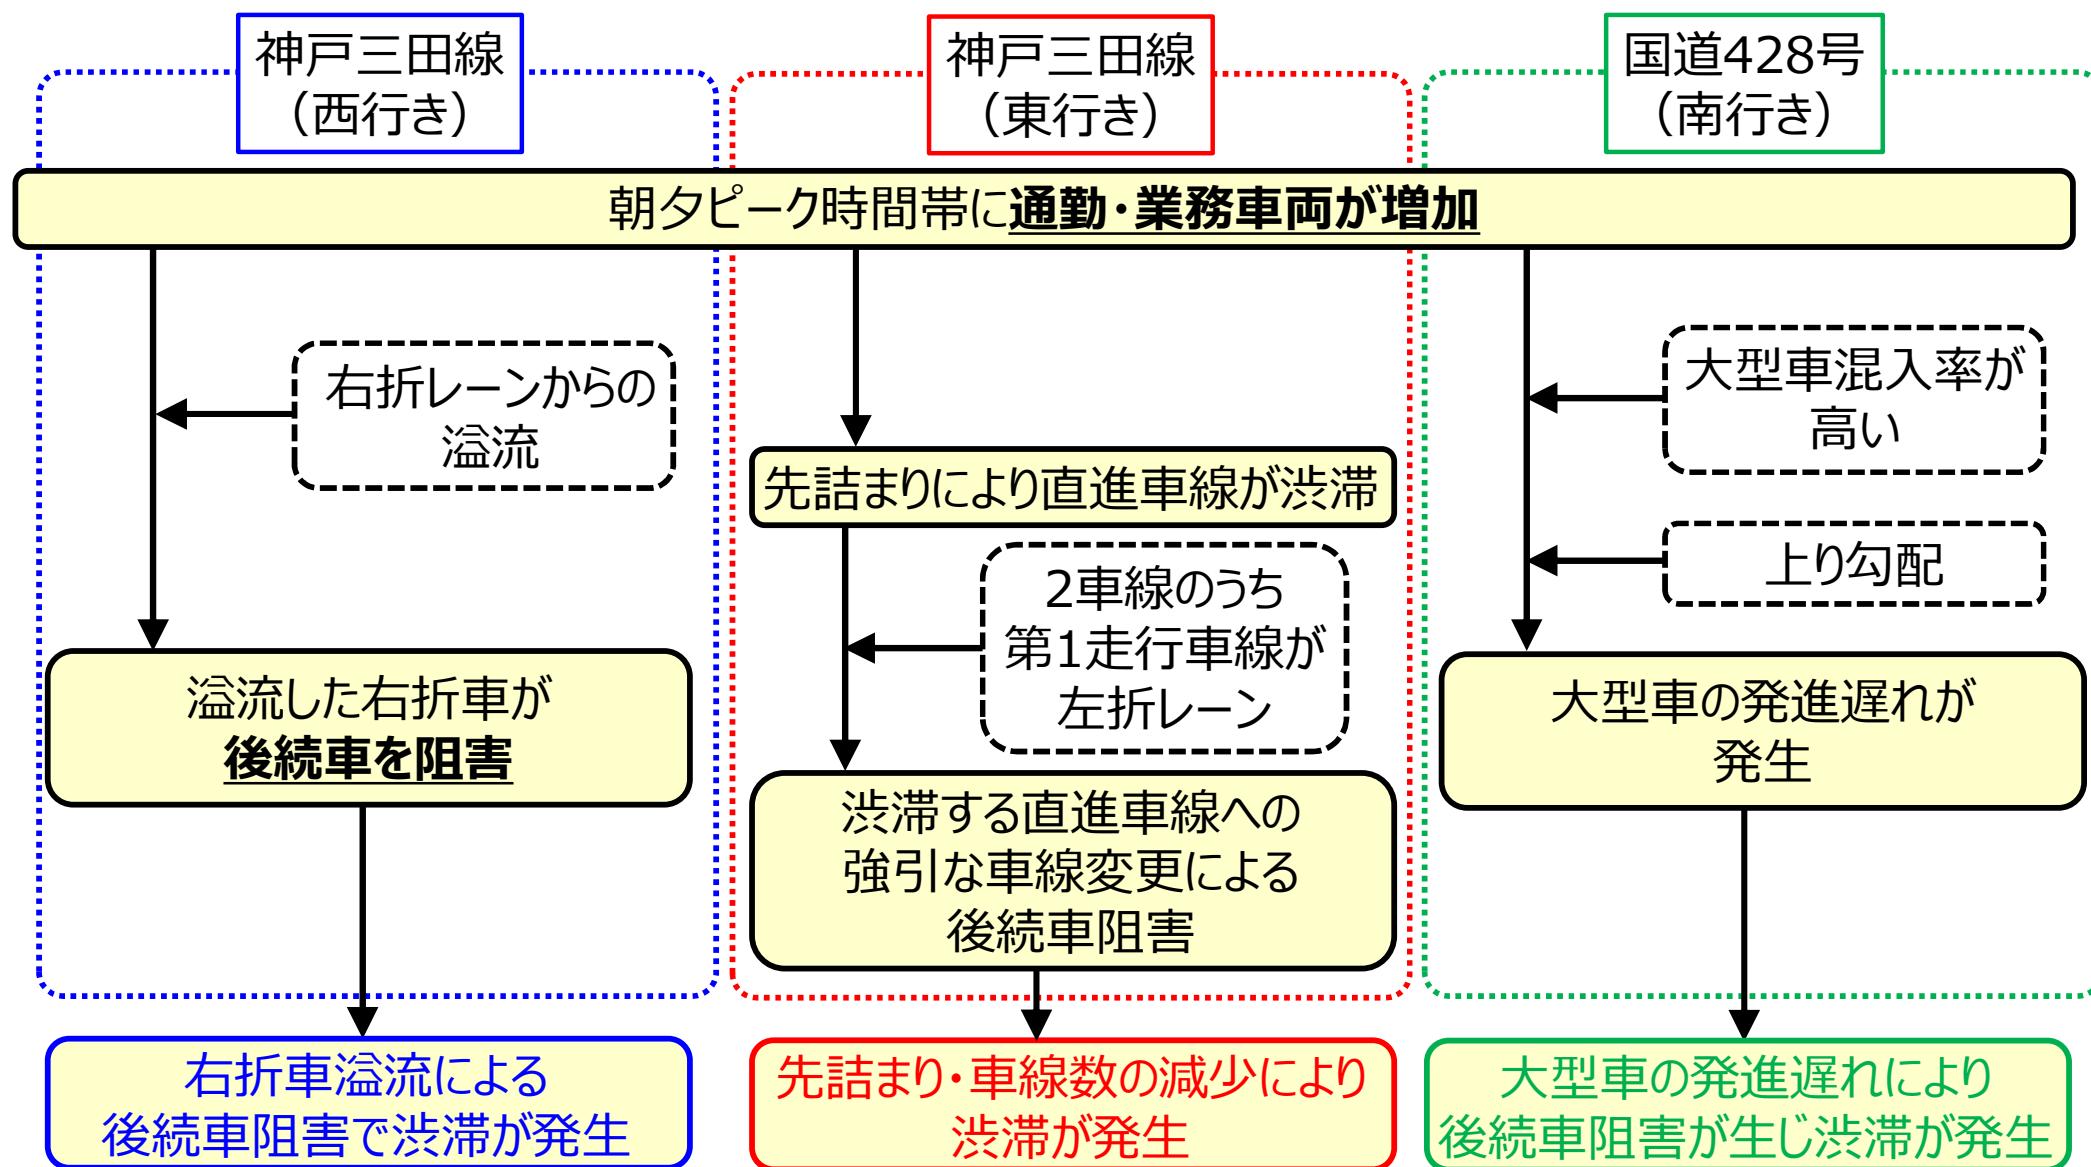 神戸三田線
（西行き）
神戸三田線
（東行き）
国道428号
（南行き）
朝夕ピーク時間帯に通勤・業務車両が増加
右折レーンからの
溢流
溢流した右折車が
後続車を阻害
右折車溢流による
後続車阻害で渋滞が発生
先詰まりにより直進車線が渋滞
2車線のうち
第1走行車線が
左折レーン
渋滞する直進車線への
強引な車線変更による
後続車阻害
先詰まり・車線数の減少により
渋滞が発生
大型車混入率が
高い
上り勾配
大型車の発進遅れが
発生
大型車の発進遅れにより
後続車阻害が生じ渋滞が発生